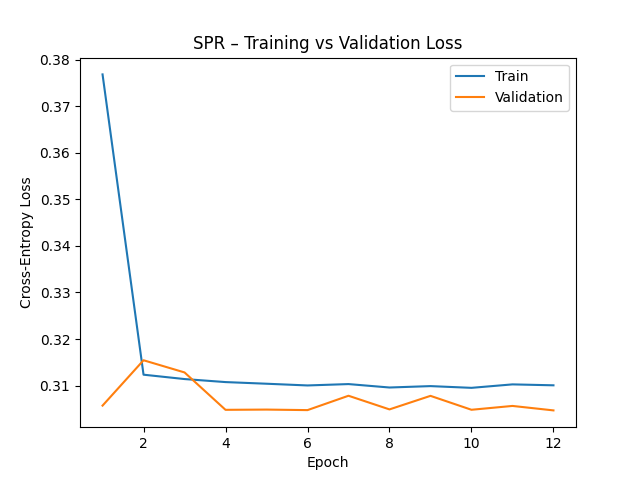 SPR – Training vs Validation Loss
Train
Validation
Cross-Entropy Loss
0.38
0.37
0.36
0.35
0.34
0.33
0.32
0.31
2 4 6 8 10 12
Epoch